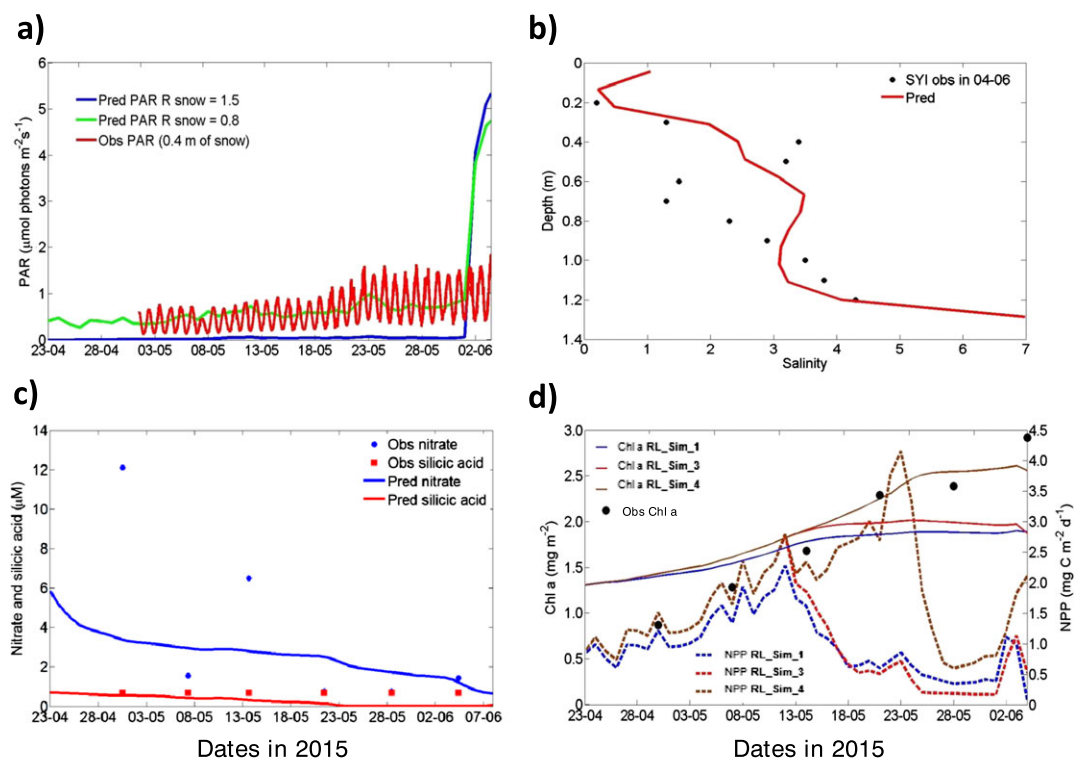 a)
6
5
4
3
2
1
0
PAR (μmol photons m-2s-1)
Pred PAR R snow = 1.5
Pred PAR R snow = 0.8
Obs PAR (0.4 m of snow)
23-04 28-04 03-05 08-05 13-05 18-05 23-05 28-05 02-06
b)
0
0.2
0.4
0.6
0.8
1.0
1.2
1.4
Depth (m)
SYI obs in 04-06
Pred
0 1 2 3 4 5 6 7
Salinity
c)
14
12
10
8
6
4
2
0
Nitrate and silicic acid (μM)
Obs nitrate
Obs silicic acid
Pred nitrate
Pred silicic acid
23-04 28-04 03-05 08-05 13-05 18-05 23-05 28-05 02-06 07-06
Dates in 2015
d)
3.0
2.5
2.0
1.5
1.0
0.5
0
Chl a (mg m-2)
Chl a RL_Sim_1
Chl a RL_Sim_3
Chl a RL_Sim_4
Obs Chl a
NPP RL_Sim_1
NPP RL_Sim_3
NPP RL_Sim_4
4.5
4.0
3.5
3.0
2.5
2.0
1.5
1.0
0.5
0
NPP (mg C m-2 d-1)
23-04 28-04 03-05 08-05 13-05 18-05 23-05 28-05 02-06
Dates in 2015